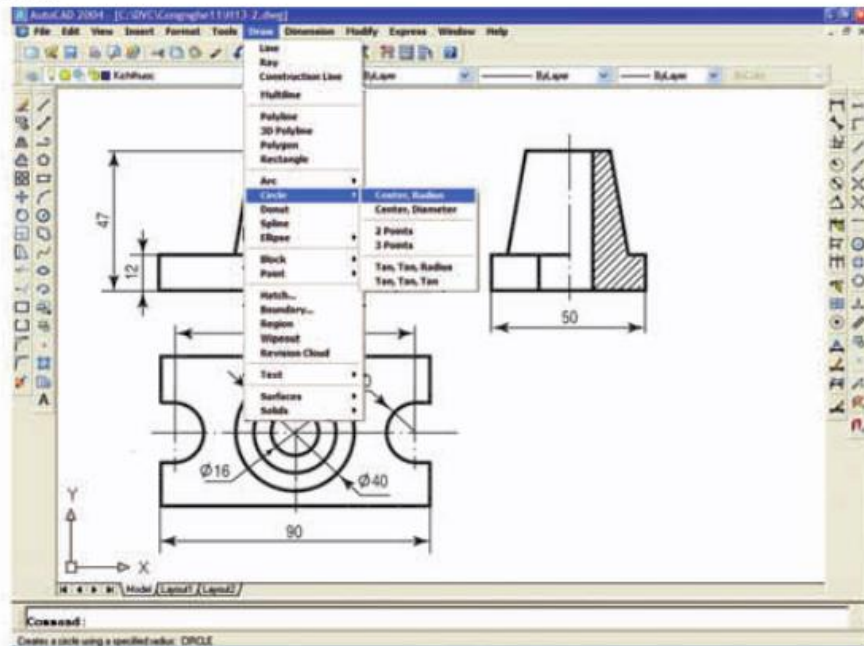 AutoCAD 2004 - [C:\DVC\Congnghe11\H13-2.dwg]
File Edit View Insert Format Tools Draw Dimension Modify Express Window Help
KichThuoc ByLayer ByLayer ByLayer ByColor
Line
Ray
Construction Line
Multiline
Polyline
3D Polyline
Polygon
Rectangle
Arc
Circle
Donut
Spline
Ellipse
Block
Point
Hatch...
Boundary...
Region
Wipeout
Revision Cloud
Text
Surfaces
Solids
Center, Radius
Center, Diameter
2 Points
3 Points
Tan, Tan, Radius
Tan, Tan, Tan
47
12
50
Ø16
Ø40
90
Y
X
A
A
Model Layout1 Layout2
Command:
Creates a circle using a specified radius: CIRCLE